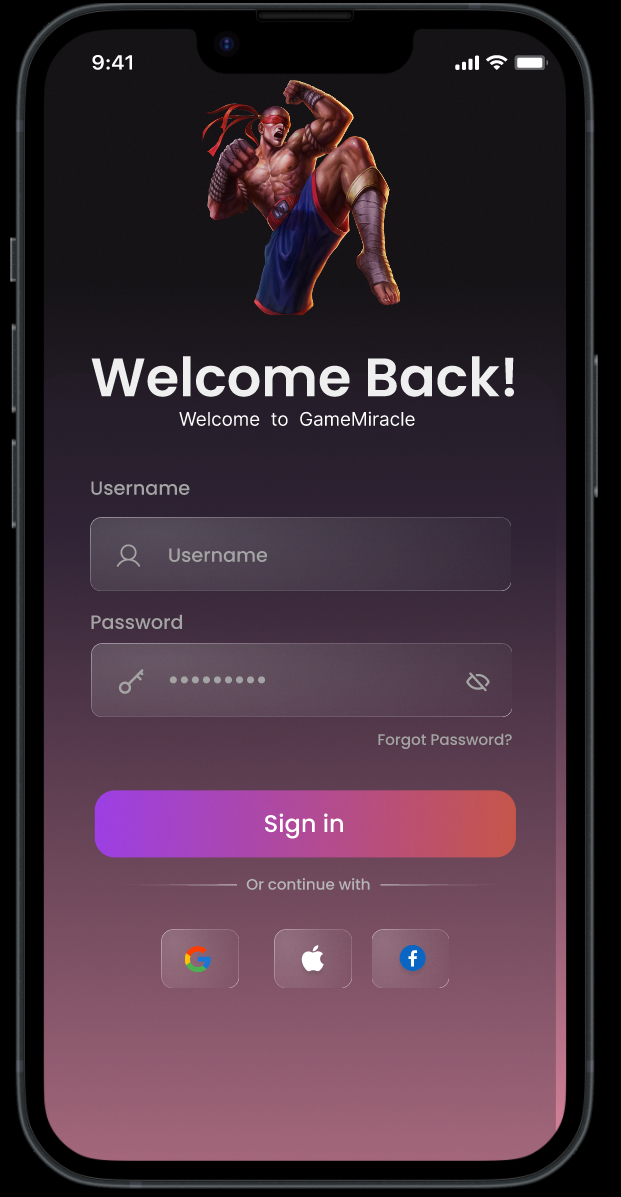 9:41
Welcome Back!
Welcome to GameMiracle
Username
Username
Password
•••••••••
Forgot Password?
Sign in
Or continue with